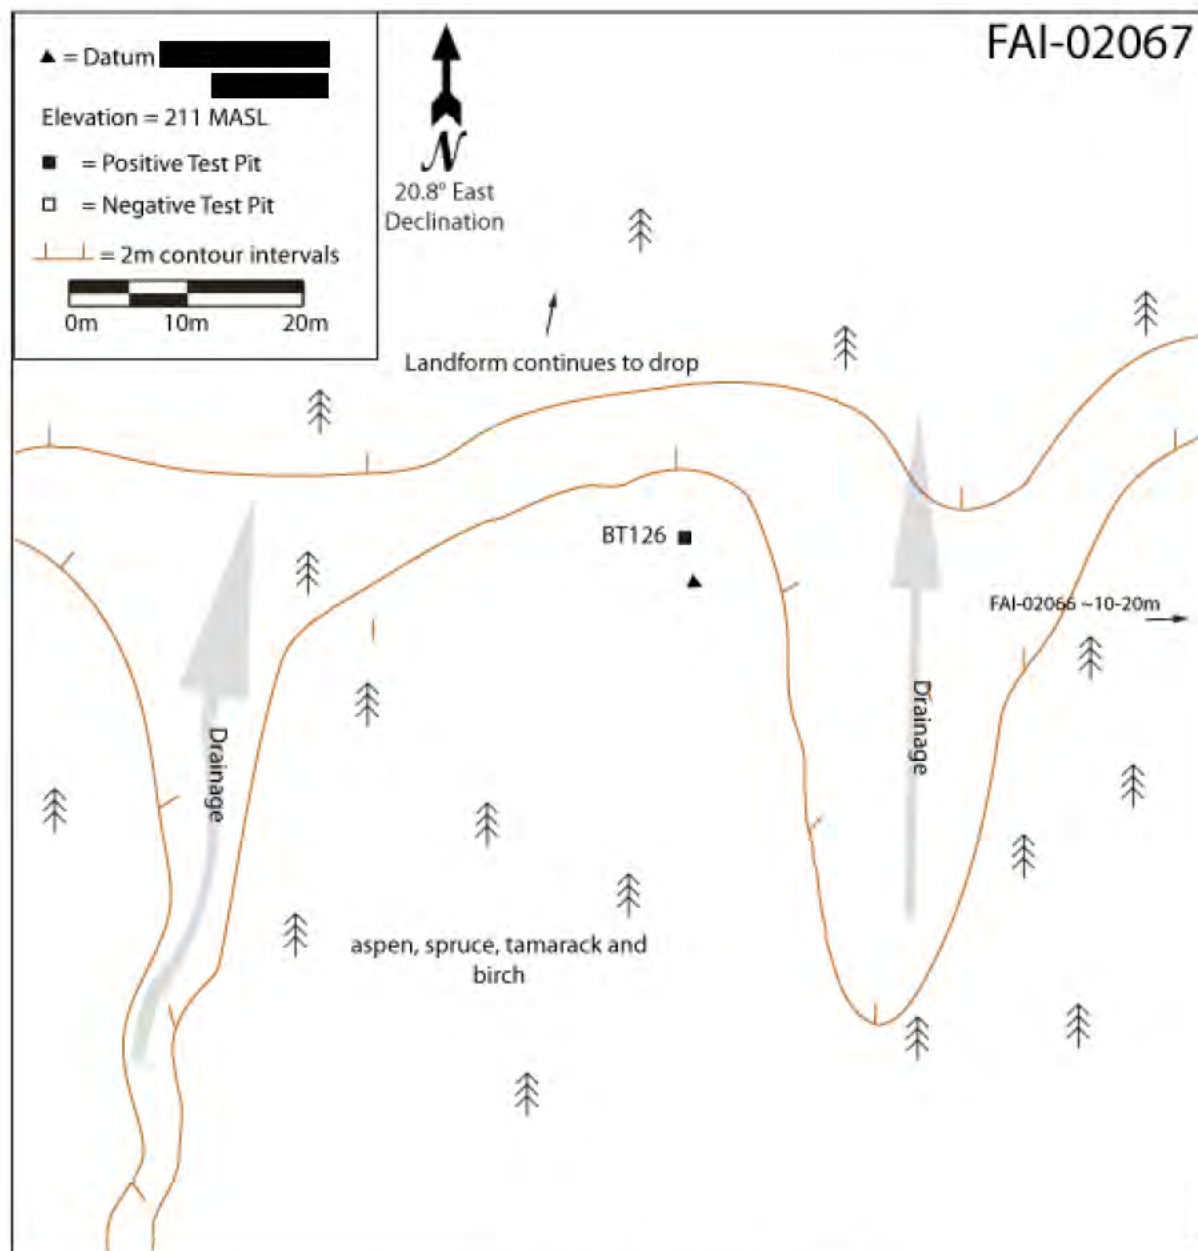 FAI-02067
= Datum
Elevation = 211 MASL
= Positive Test Pit
= Negative Test Pit
= 2m contour intervals
0m 10m 20m
N
20.8° East
Declination
Landform continues to drop
BT126
FAI-02066 ~10-20m
Drainage
Drainage
aspen, spruce, tamarack and
birch